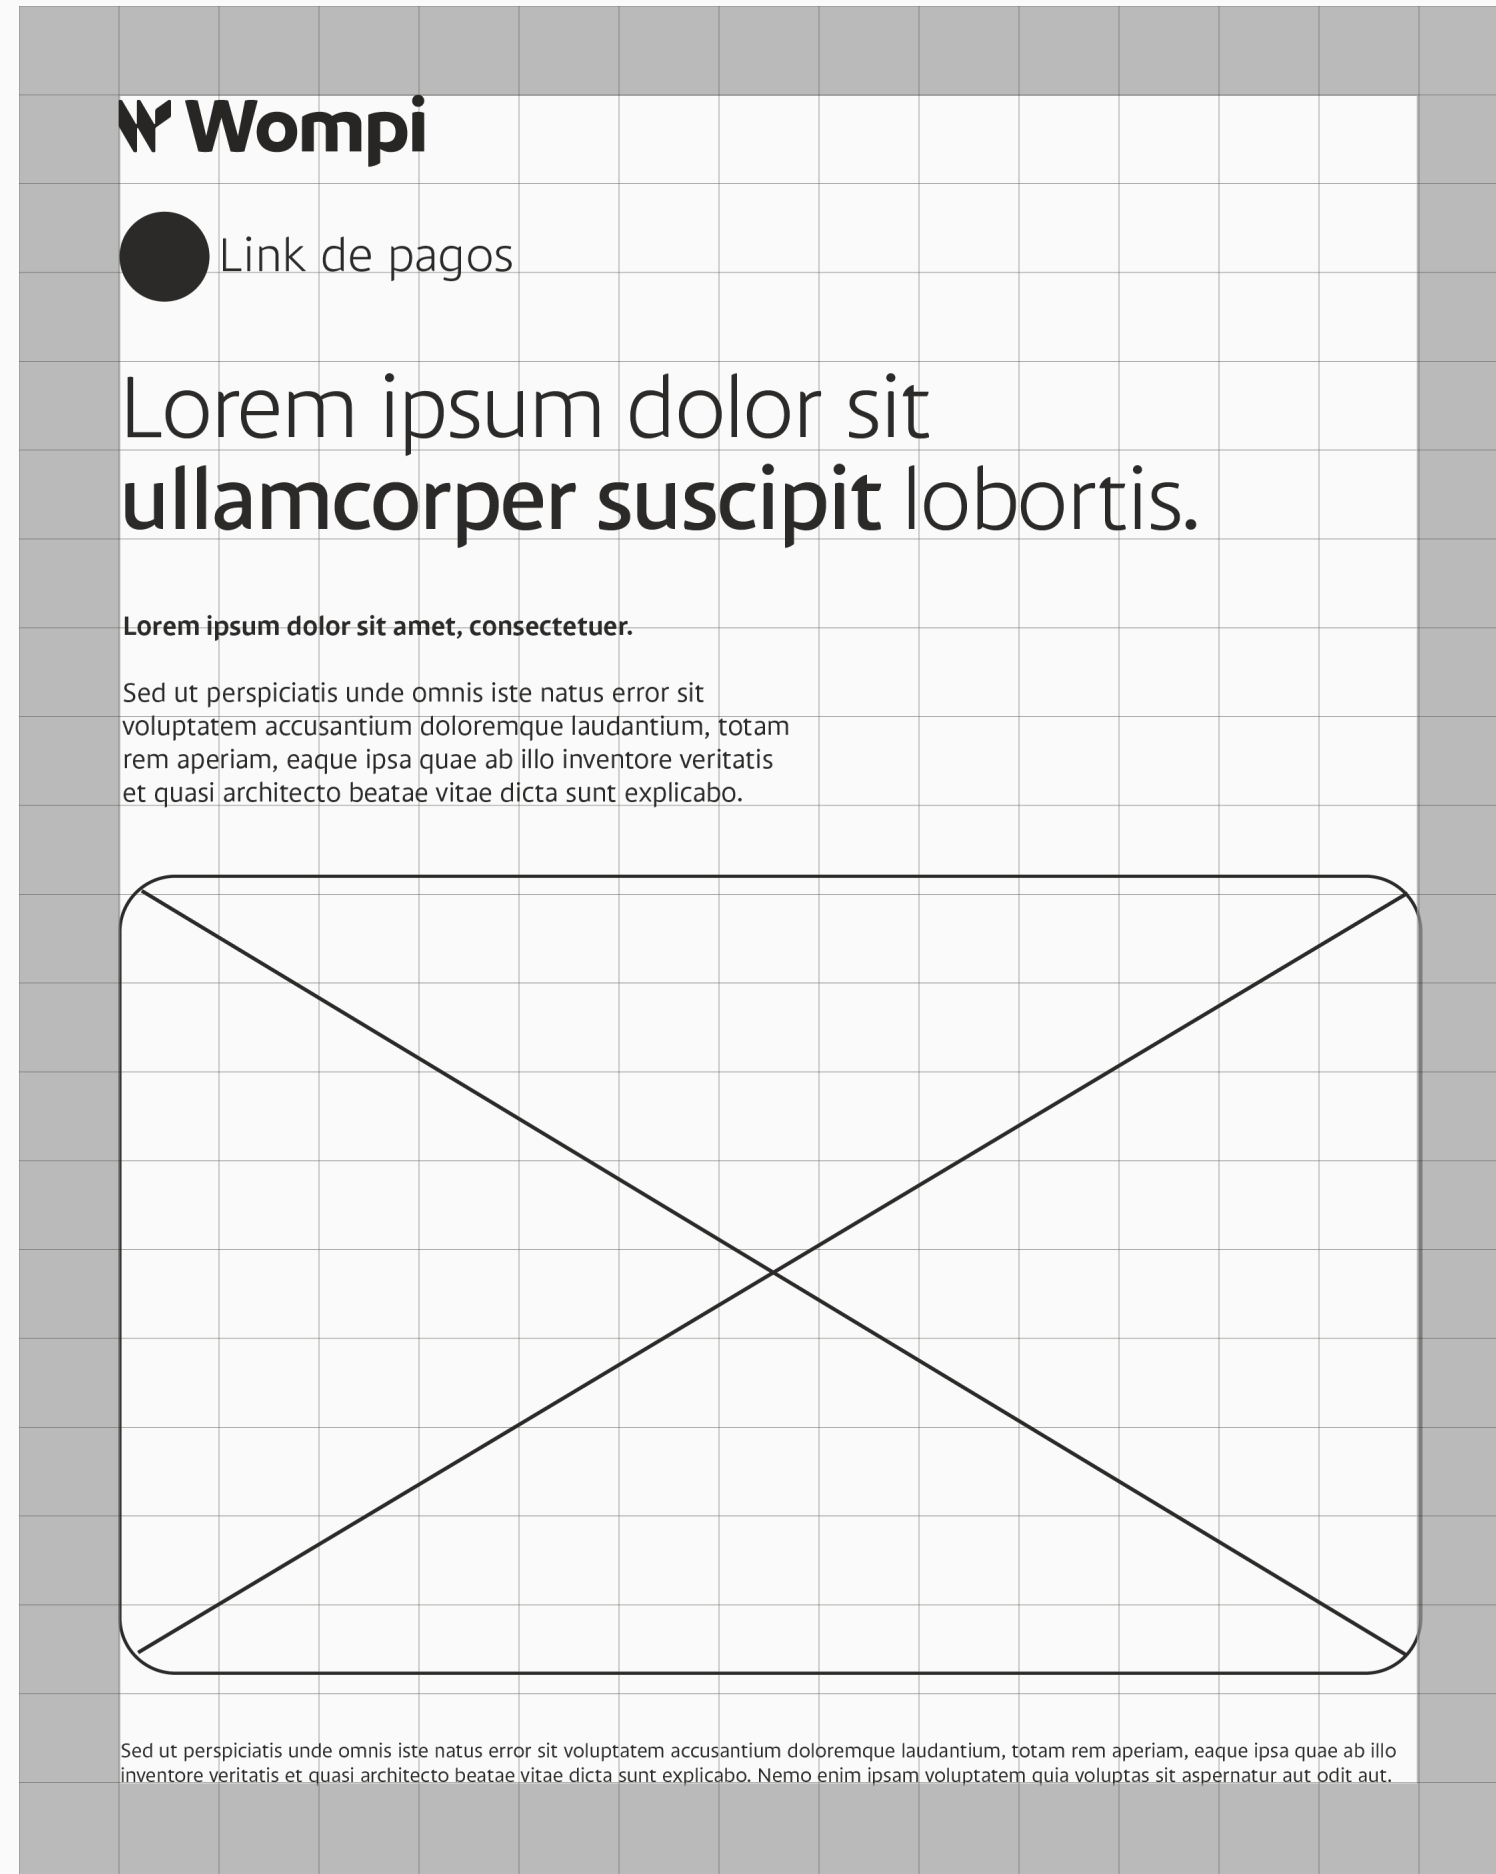 Wompi
Link de pagos
Lorem ipsum dolor sit
ullamcorper suscipit lobortis.
Lorem ipsum dolor sit amet, consectetuer.
Sed ut perspiciatis unde omnis iste natus error sit
voluptatem accusantium doloremque laudantium, totam
rem aperiam, eaque ipsa quae ab illo inventore veritatis
et quasi architecto beatae vitae dicta sunt explicabo.
Sed ut perspiciatis unde omnis iste natus error sit voluptatem accusantium doloremque laudantium, totam rem aperiam, eaque ipsa quae ab illo
inventore veritatis et quasi architecto beatae vitae dicta sunt explicabo. Nemo enim ipsam voluptatem quia voluptas sit aspernatur aut odit aut.